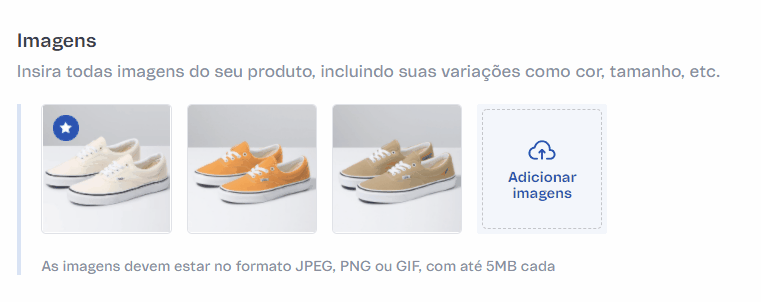 Imagens
Insira todas imagens do seu produto, incluindo suas variações como cor, tamanho, etc.
Adicionar
imagens
As imagens devem estar no formato JPEG, PNG ou GIF, com até 5MB cada